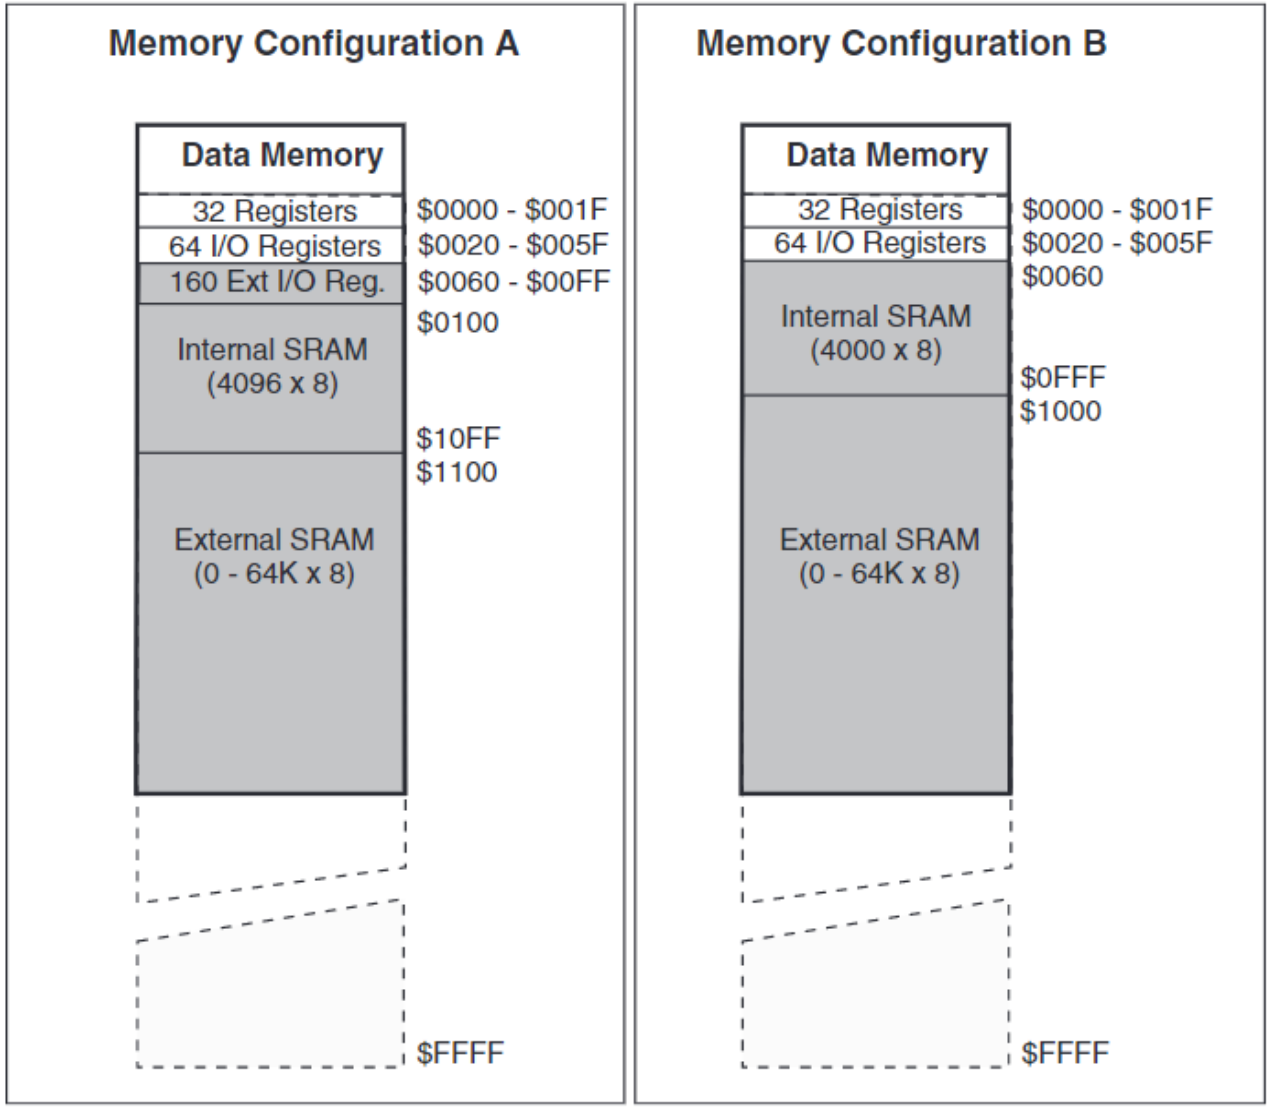 Memory Configuration A
Data Memory
32 Registers
$0000 - $001F
64 I/O Registers
$0020 - $005F
160 Ext I/O Reg.
$0060 - $00FF
$0100
Internal SRAM
(4096 x 8)
$10FF
$1100
External SRAM
(0 - 64K x 8)
$FFFF
Memory Configuration B
Data Memory
32 Registers
$0000 - $001F
64 I/O Registers
$0020 - $005F
$0060
Internal SRAM
(4000 x 8)
$0FFF
$1000
External SRAM
(0 - 64K x 8)
$FFFF